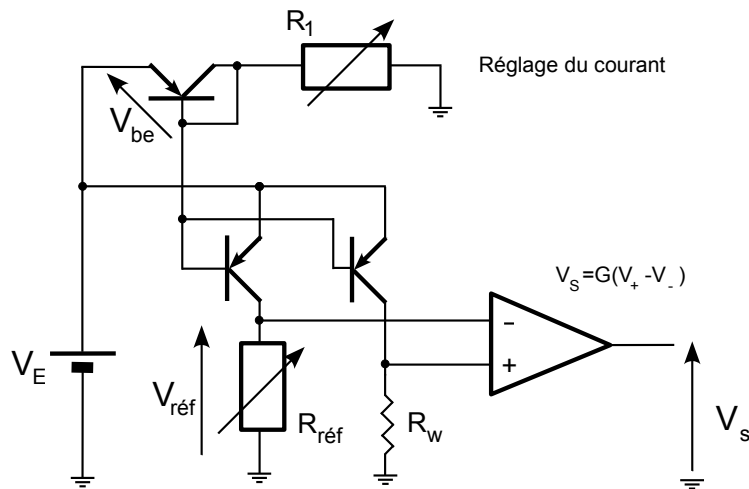 R1
Réglage du courant
Vbe
VS=G(V+ -V-)
-
+
VE
Vréf
Rréf
Rw
Vs